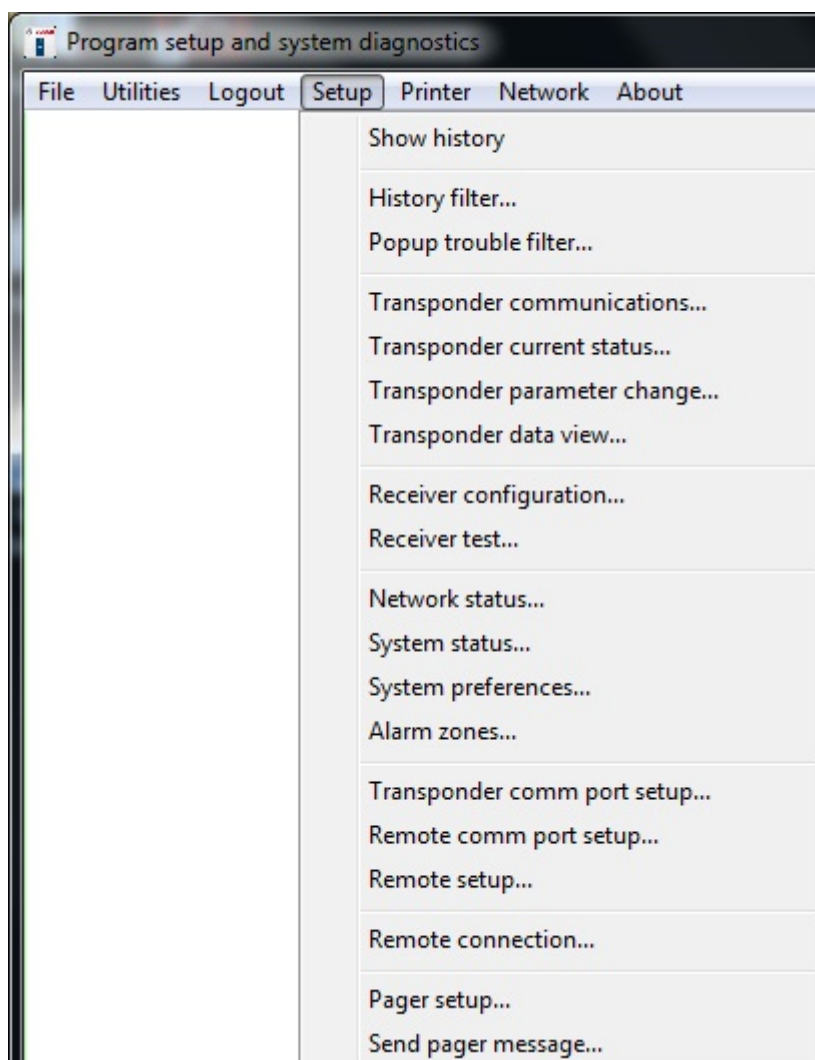 Program setup and system diagnostics
File Utilities Logout Setup Printer Network About
Show history
History filter...
Popup trouble filter...
Transponder communications...
Transponder current status...
Transponder parameter change...
Transponder data view...
Receiver configuration...
Receiver test...
Network status...
System status...
System preferences...
Alarm zones...
Transponder comm port setup...
Remote comm port setup...
Remote setup...
Remote connection...
Pager setup...
Send pager message...